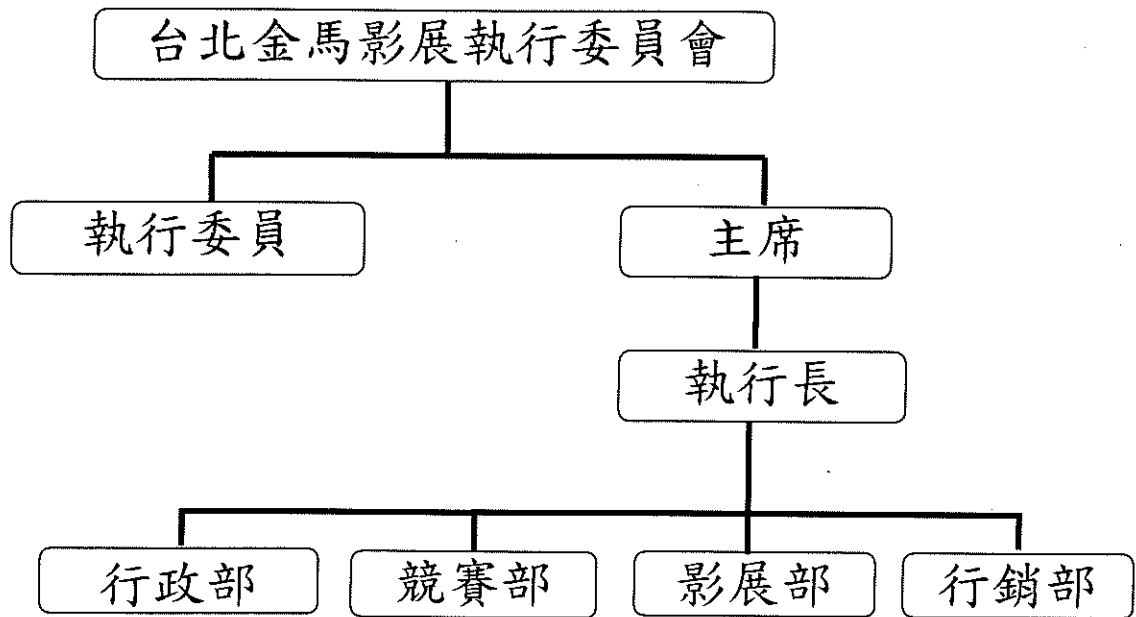 台北金馬影展執行委員會
執行委員
主席
執行長
行政部
競賽部
影展部
行銷部